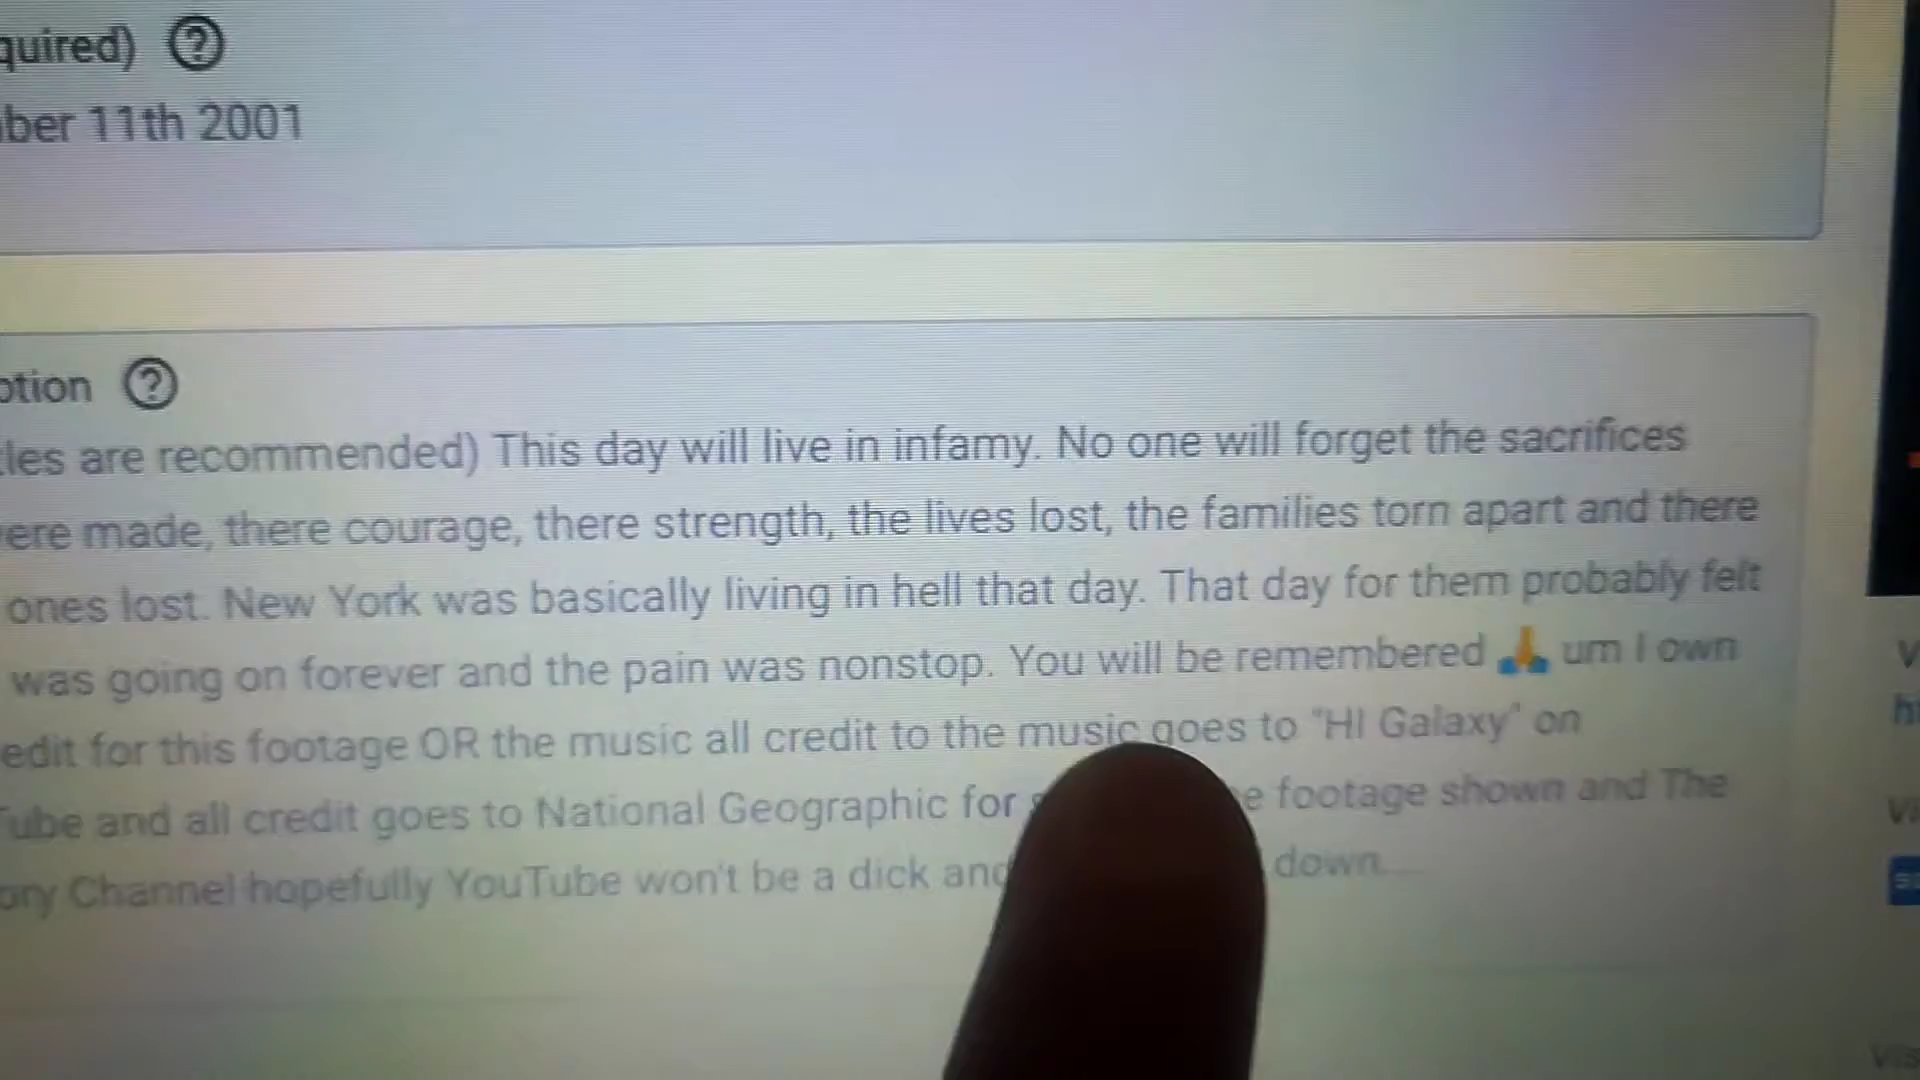 quired) ?
ber 11th 2001
otion ?
les are recommended) This day will live in infamy. No one will forget the sacrifices
ere made, there courage, there strength, the lives lost, the families torn apart and there
ones lost. New York was basically living in hell that day. That day for them probably felt
was going on forever and the pain was nonstop. You will be remembered 🙏 um I own
edit for this footage OR the music all credit to the music goes to "HI Galaxy" on
Tube and all credit goes to National Geographic for footage shown and The
ory Channel hopefully YouTube won't be a dick and down.